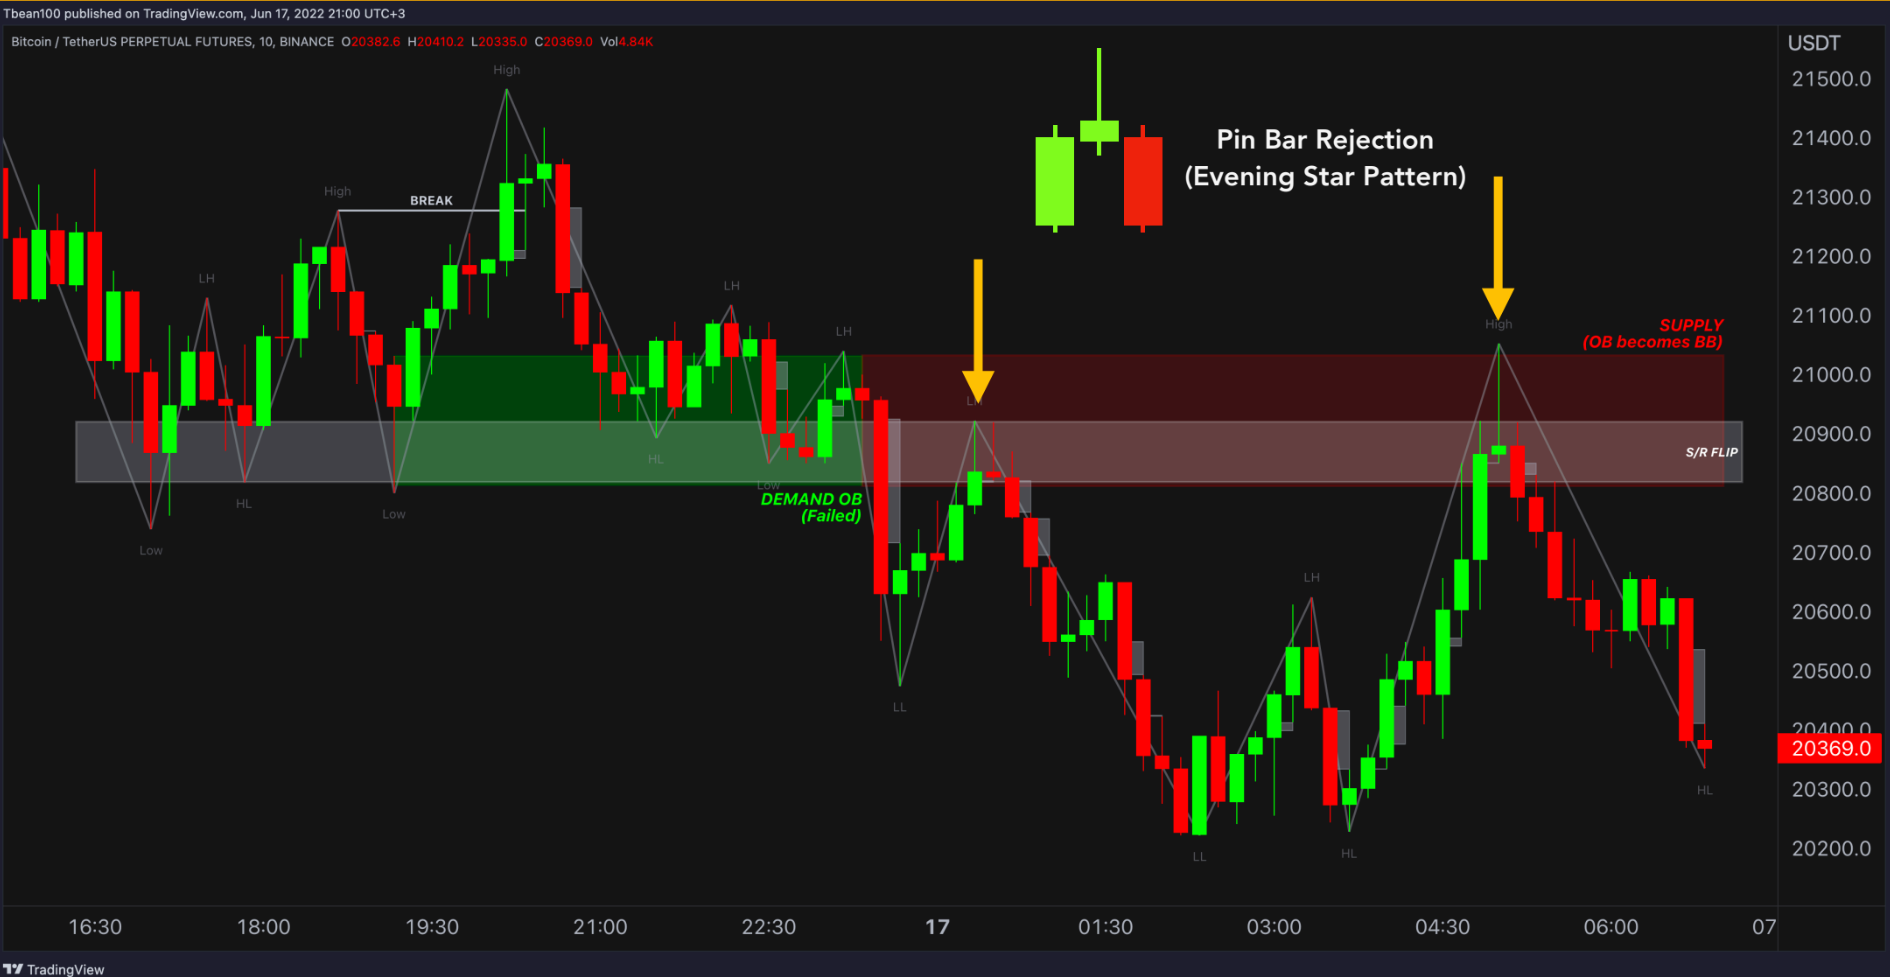 Tbean100 published on TradingView.com, Jun 17, 2022 21:00 UTC+3
Bitcoin / TetherUS PERPETUAL FUTURES, 10, BINANCE O20382.6 H20410.2 L20335.0 C20369.0 Vol4.84K
USDT
High
21500.0
Pin Bar Rejection
(Evening Star Pattern)
21400.0
High
BREAK
21300.0
21200.0
LH
LH
21100.0
LH
High
SUPPLY
(OB becomes BB)
21000.0
LH
20900.0
HL
S/R FLIP
Low
20800.0
HL
DEMAND OB
(Failed)
Low
Low
20700.0
LH
20600.0
20500.0
LL
20400.0
20369.0
20300.0
HL
20200.0
LL
HL
16:30 18:00 19:30 21:00 22:30 17 01:30 03:00 04:30 06:00 07
TradingView